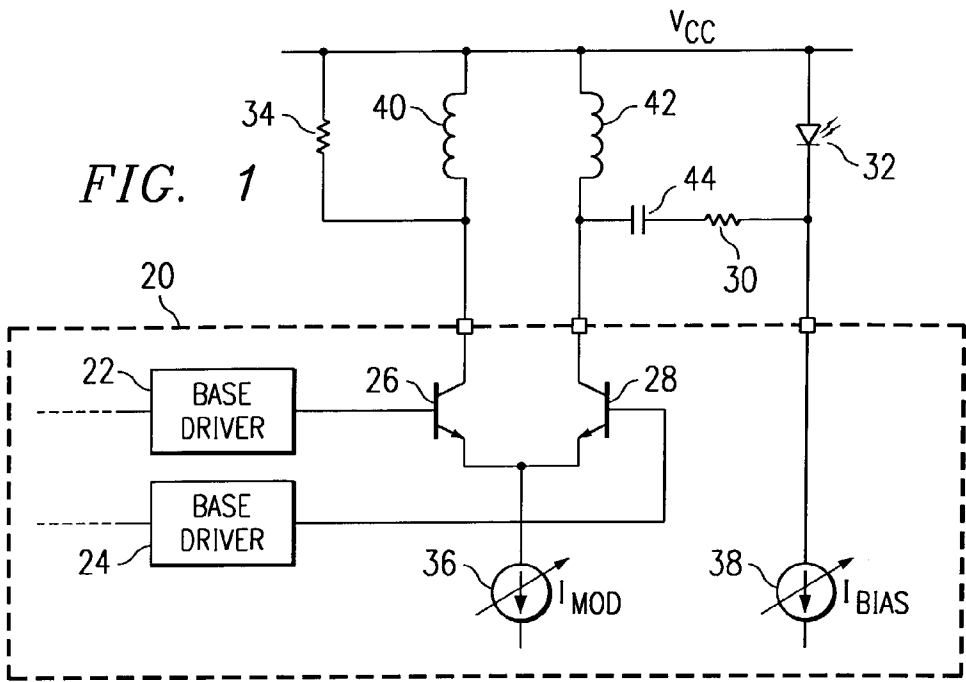 V_CC
34
40
42
32
FIG. 1
44
30
20
22
BASE
DRIVER
26
28
BASE
DRIVER
24
36
I_MOD
38
I_BIAS